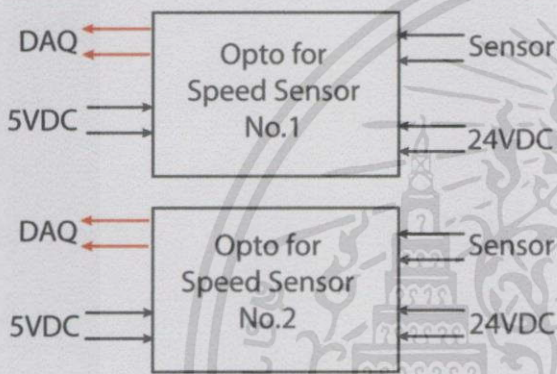 DAQ
Opto for
Speed Sensor
No.1
Sensor
5VDC
24VDC
DAQ
Opto for
Speed Sensor
No.2
Sensor
5VDC
24VDC